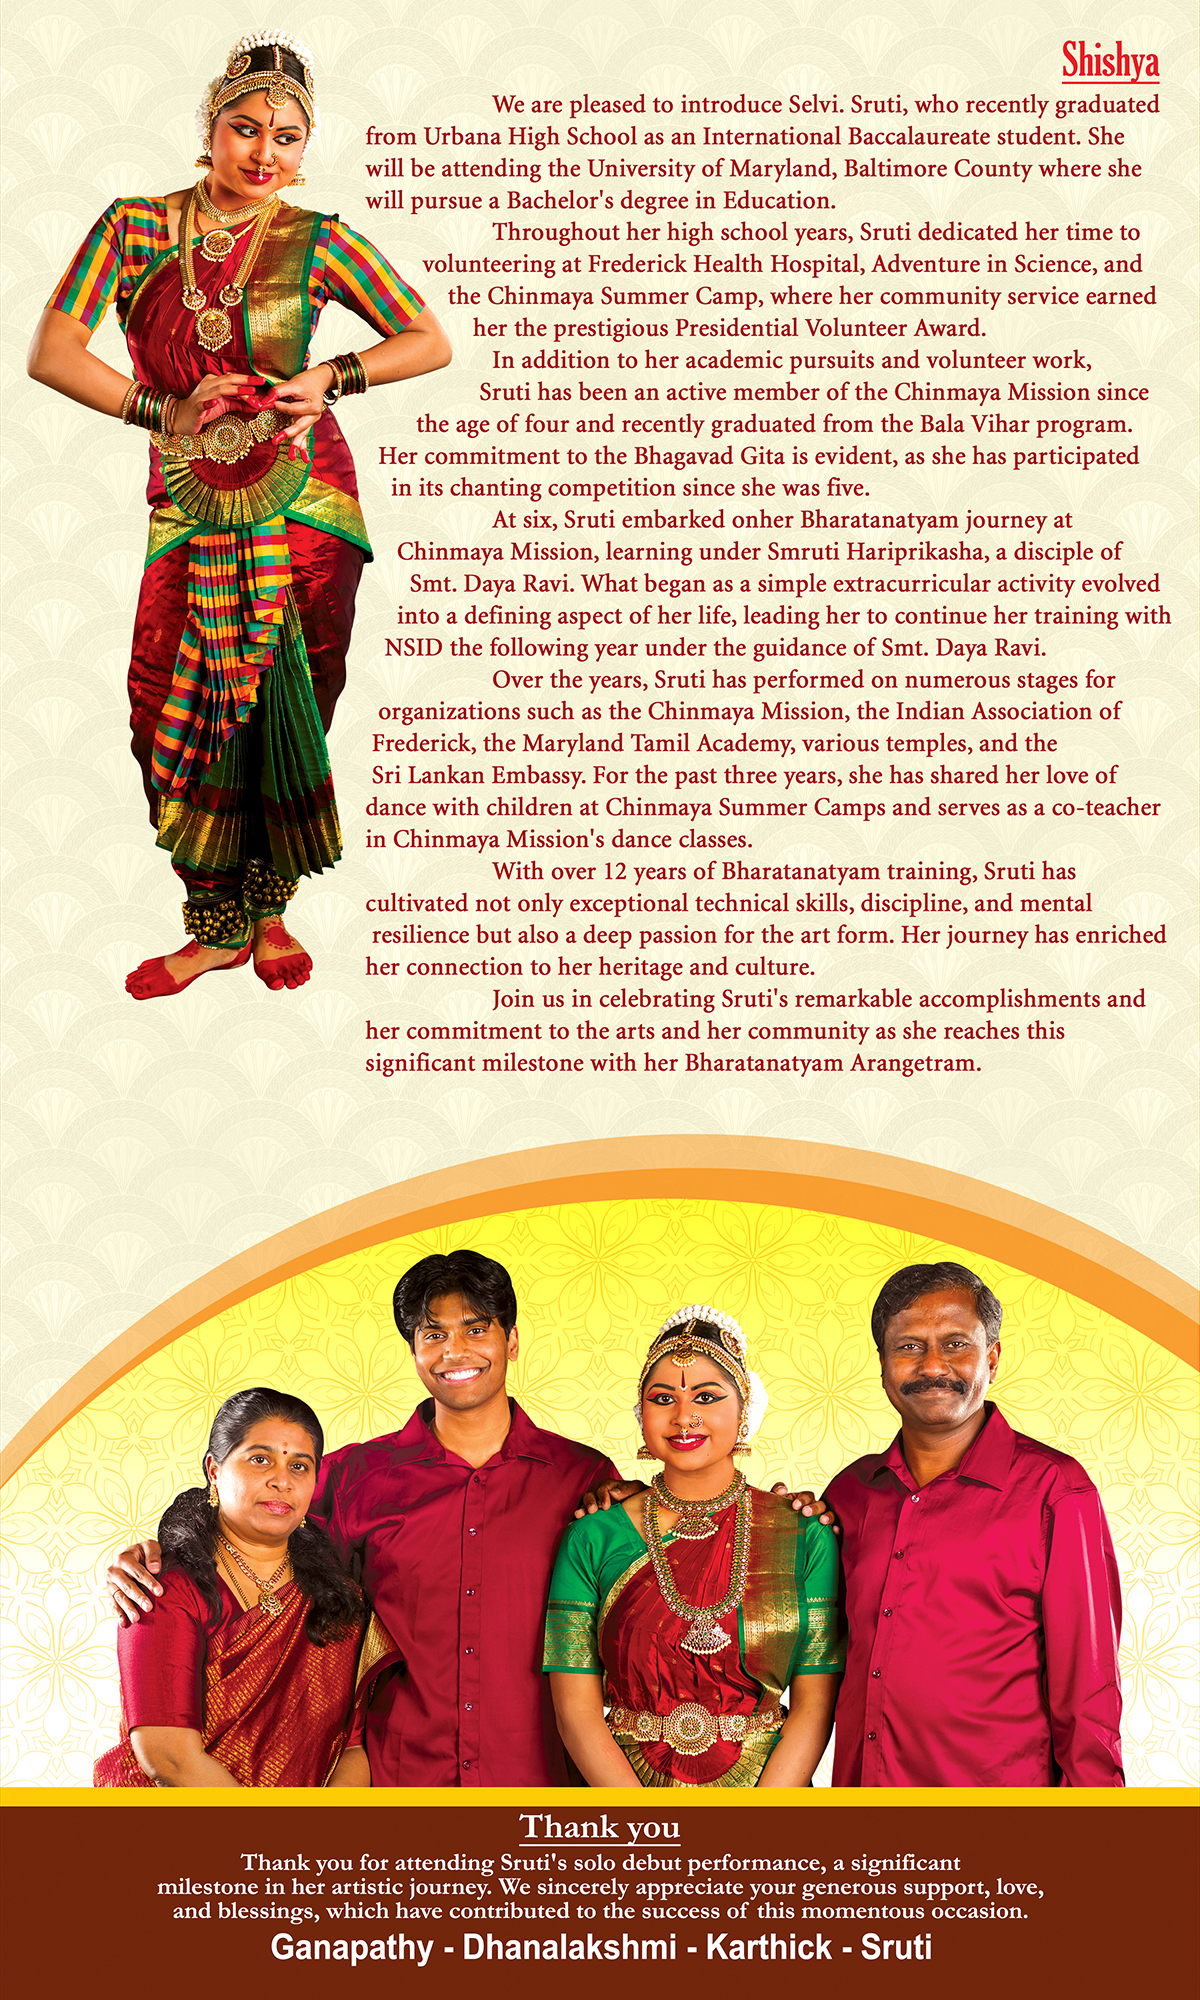 Shishya
We are pleased to introduce Selvi. Sruti, who recently graduated
from Urbana High School as an International Baccalaureate student. She
will be attending the University of Maryland, Baltimore County where she
will pursue a Bachelor's degree in Education.
Throughout her high school years, Sruti dedicated her time to
volunteering at Frederick Health Hospital, Adventure in Science, and
the Chinmaya Summer Camp, where her community service earned
her the prestigious Presidential Volunteer Award.
In addition to her academic pursuits and volunteer work,
Sruti has been an active member of the Chinmaya Mission since
the age of four and recently graduated from the Bala Vihar program.
Her commitment to the Bhagavad Gita is evident, as she has participated
in its chanting competition since she was five.
At six, Sruti embarked onher Bharatanatyam journey at
Chinmaya Mission, learning under Smruti Hariprikasha, a disciple of
Smt. Daya Ravi. What began as a simple extracurricular activity evolved
into a defining aspect of her life, leading her to continue her training with
NSID the following year under the guidance of Smt. Daya Ravi.
Over the years, Sruti has performed on numerous stages for
organizations such as the Chinmaya Mission, the Indian Association of
Frederick, the Maryland Tamil Academy, various temples, and the
Sri Lankan Embassy. For the past three years, she has shared her love of
dance with children at Chinmaya Summer Camps and serves as a co-teacher
in Chinmaya Mission's dance classes.
With over 12 years of Bharatanatyam training, Sruti has
cultivated not only exceptional technical skills, discipline, and mental
resilience but also a deep passion for the art form. Her journey has enriched
her connection to her heritage and culture.
Join us in celebrating Sruti's remarkable accomplishments and
her commitment to the arts and her community as she reaches this
significant milestone with her Bharatanatyam Arangetram.
Thank you
Thank you for attending Sruti's solo debut performance, a significant
milestone in her artistic journey. We sincerely appreciate your generous support, love,
and blessings, which have contributed to the success of this momentous occasion.
Ganapathy - Dhanalakshmi - Karthick - Sruti